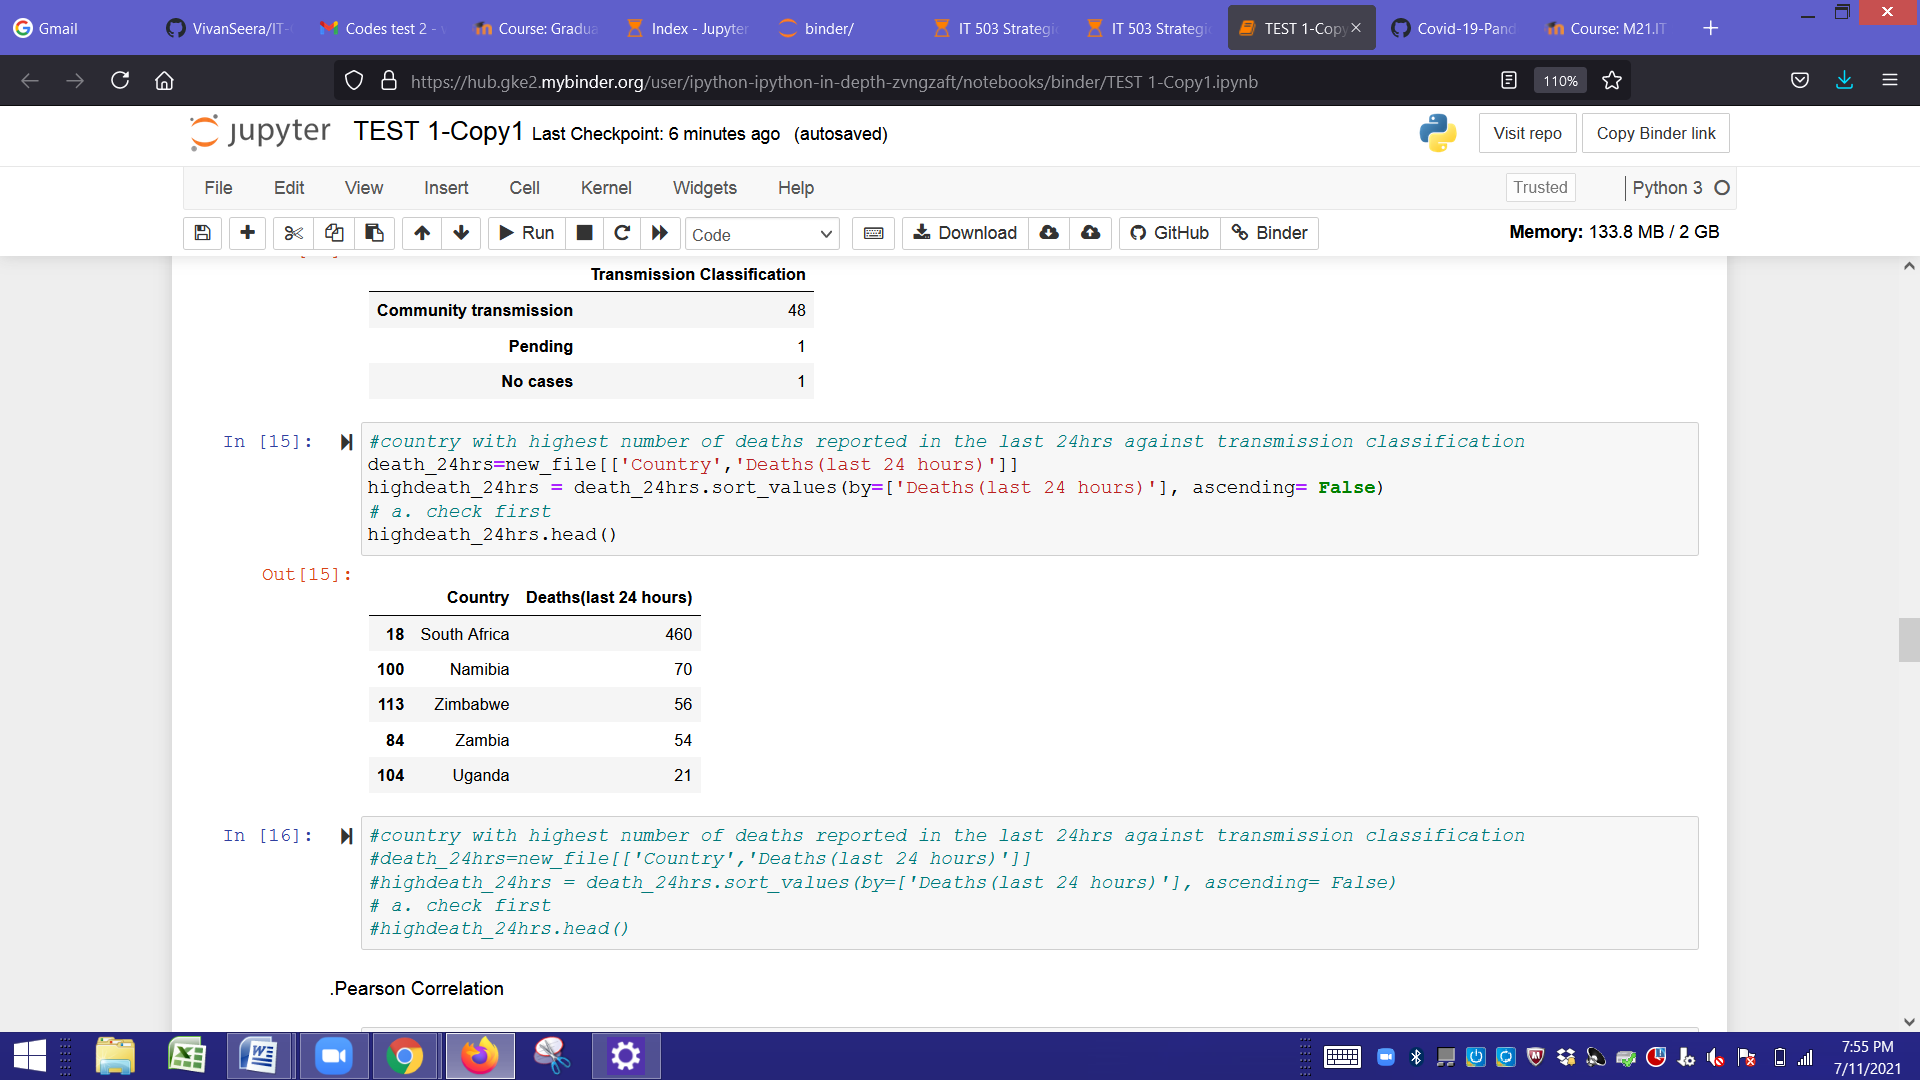 Gmail
VivanSeera/IT-
Codes test 2 -
Course: Gradua
Index - Jupyter
binder/
IT 503 Strategi
IT 503 Strategi
TEST 1-Copy
Covid-19-Pand
Course: M21.IT
https://hub.gke2.mybinder.org/user/ipython-ipython-in-depth-zvngzaft/notebooks/binder/TEST 1-Copy1.ipynb
110%
jupyter TEST 1-Copy1 Last Checkpoint: 6 minutes ago (autosaved)
Visit repo
Copy Binder link
File Edit View Insert Cell Kernel Widgets Help
Trusted
Python 3
Run
Code
Download
GitHub
Binder
Memory: 133.8 MB / 2 GB
Transmission Classification
Community transmission 48
Pending 1
No cases 1
In [15]:
#country with highest number of deaths reported in the last 24hrs against transmission classification
death_24hrs=new_file[['Country','Deaths(last 24 hours)']]
highdeath_24hrs = death_24hrs.sort_values(by=['Deaths(last 24 hours)'], ascending= False)
# a. check first
highdeath_24hrs.head()
Out[15]:
Country Deaths(last 24 hours)
18 South Africa 460
100 Namibia 70
113 Zimbabwe 56
84 Zambia 54
104 Uganda 21
In [16]:
#country with highest number of deaths reported in the last 24hrs against transmission classification
#death_24hrs=new_file[['Country','Deaths(last 24 hours)']]
#highdeath_24hrs = death_24hrs.sort_values(by=['Deaths(last 24 hours)'], ascending= False)
# a. check first
#highdeath_24hrs.head()
.Pearson Correlation
7:55 PM
7/11/2021